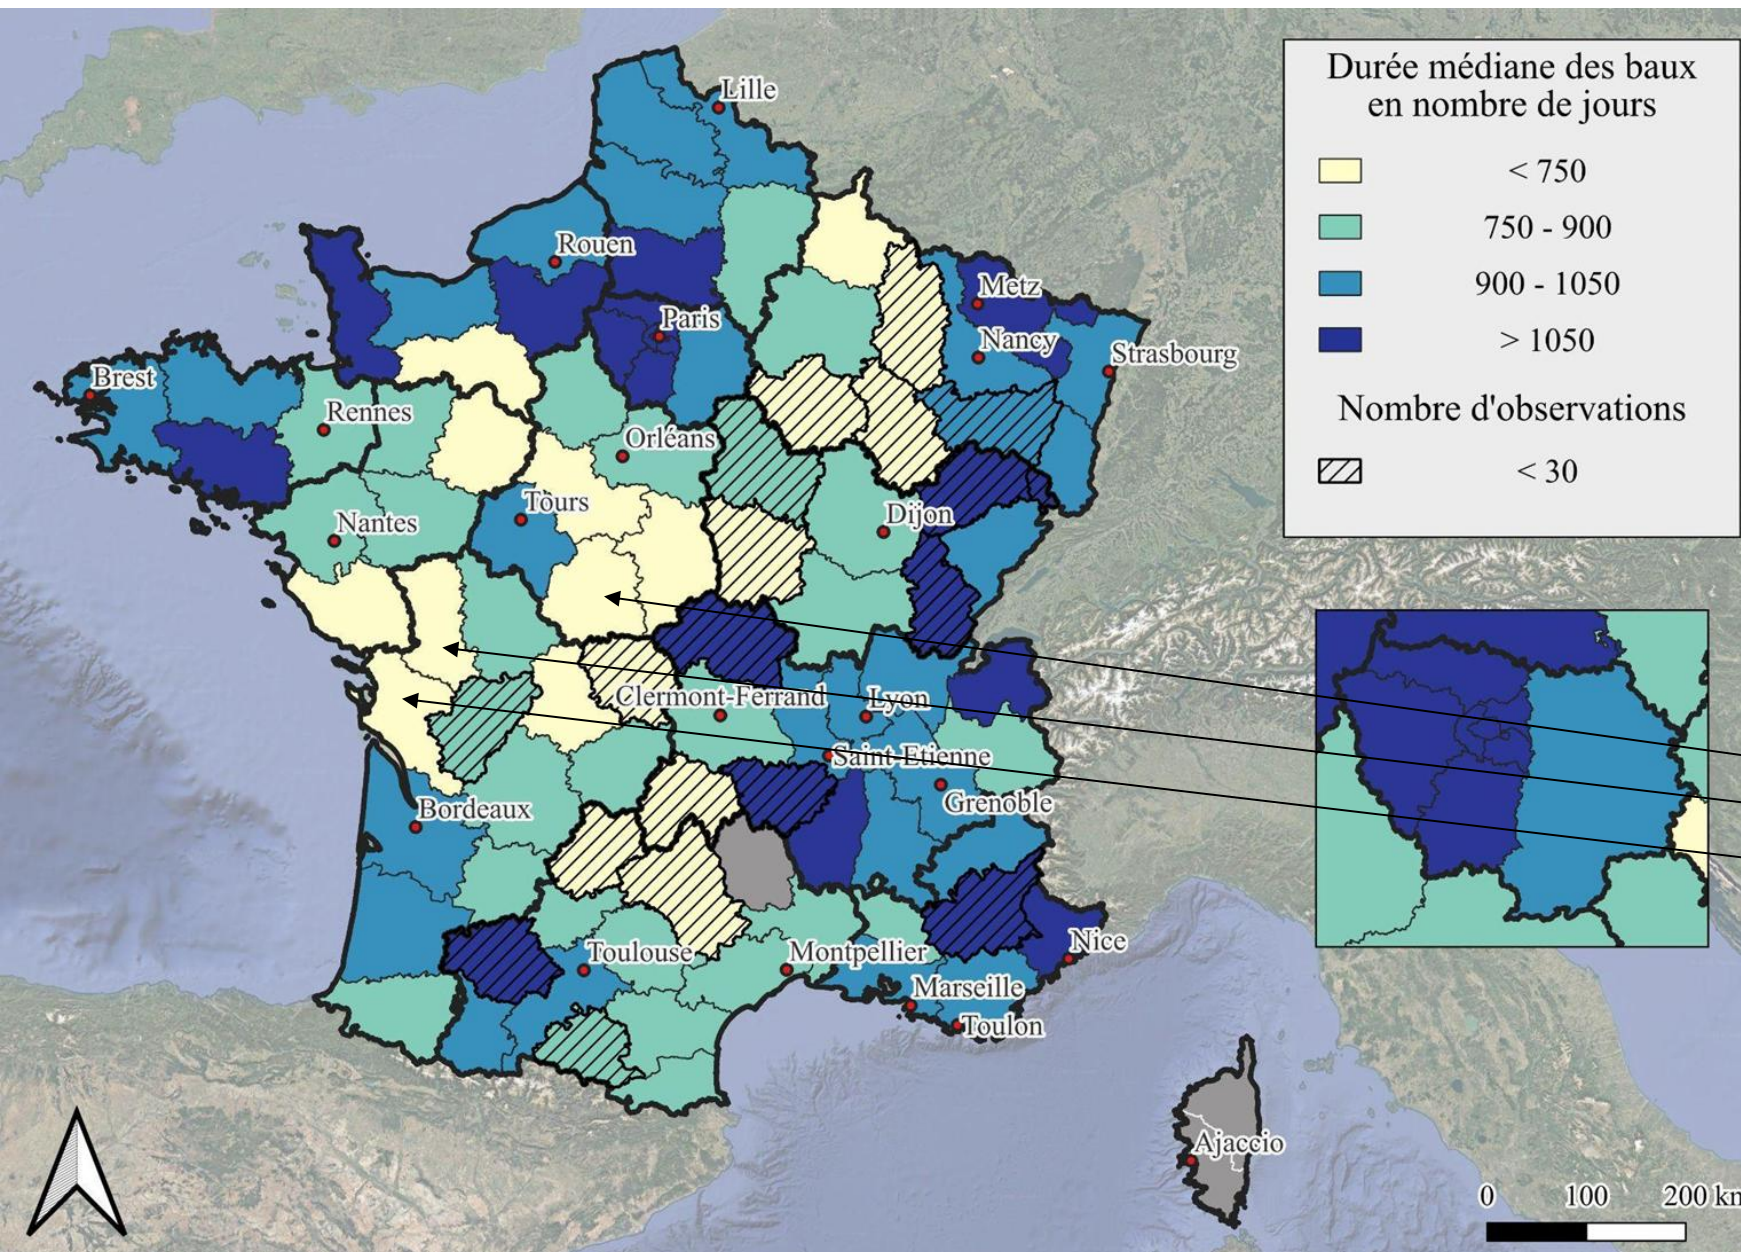 Durée médiane des baux
en nombre de jours
< 750
750 - 900
900 - 1050
> 1050
Nombre d'observations
< 30
Lille
Rouen
Metz
Paris
Nancy
Strasbourg
Brest
Rennes
Orléans
Tours
Nantes
Dijon
Clermont-Ferrand
Lyon
Saint-Etienne
Grenoble
Bordeaux
Toulouse
Montpellier
Nice
Marseille
Toulon
Ajaccio
0 100 200 km